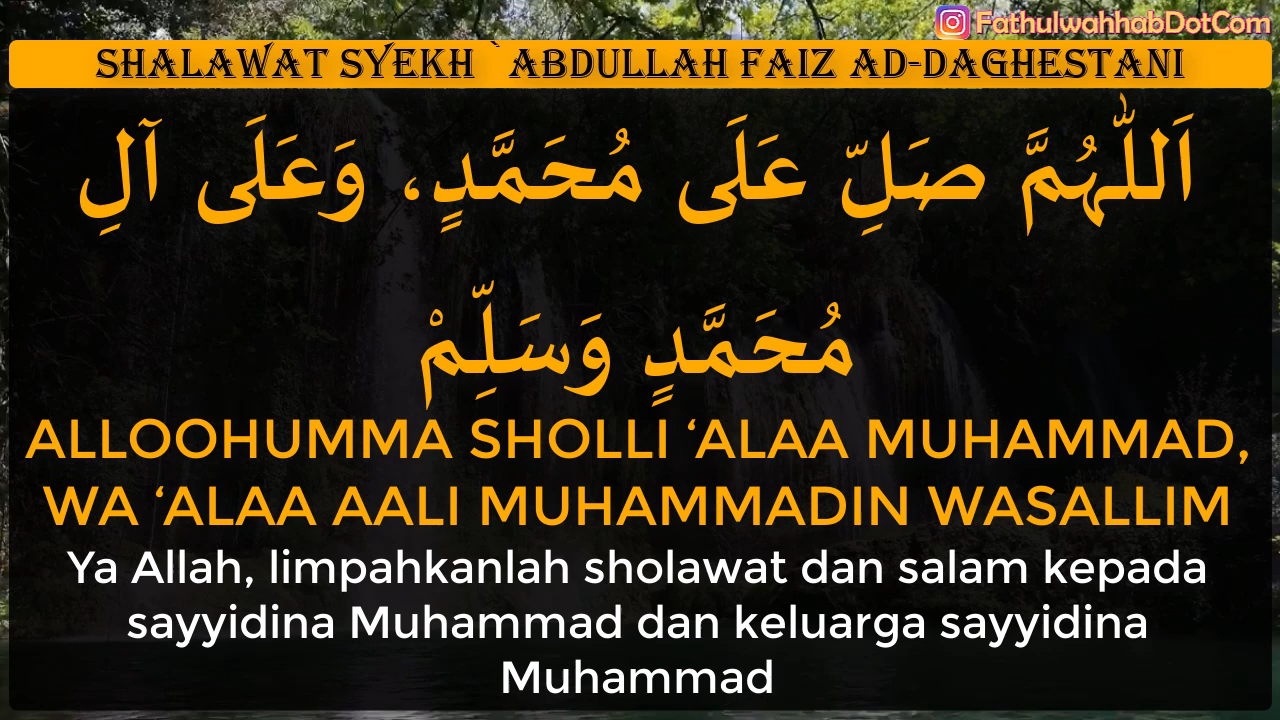 FathulwahhabDotCom
SHALAWAT SYEKH `ABDULLAH FAIZ AD-DAGHESTANI
اَللّٰهُمَّ صَلِّ عَلَى مُحَمَّدٍ، وَعَلَى آلِ
مُحَمَّدٍ وَسَلِّمْ
ALLOOHUMMA SHOLLI ‘ALAA MUHAMMAD,
WA ‘ALAA AALI MUHAMMADIN WASALLIM
Ya Allah, limpahkanlah sholawat dan salam kepada
sayyidina Muhammad dan keluarga sayyidina
Muhammad